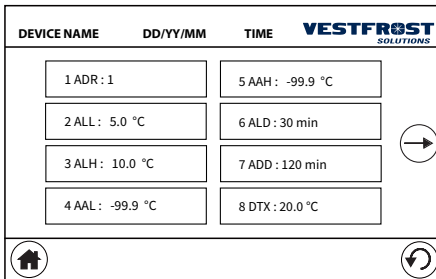 DEVICE NAME DD/YY/MM TIME VESTFROST
SOLUTIONS
1 ADR : 1
2 ALL : 5.0 °C
3 ALH : 10.0 °C
4 AAL : -99.9 °C
5 AAH : -99.9 °C
6 ALD : 30 min
7 ADD : 120 min
8 DTX : 20.0 °C